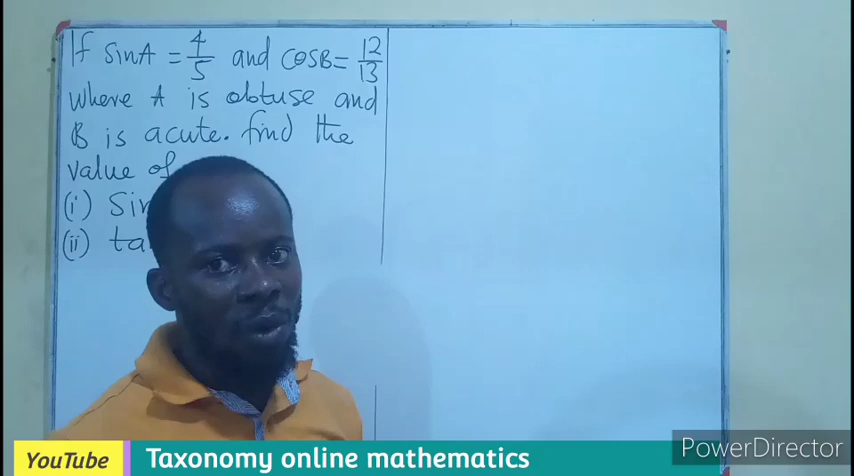 If sinA = 4/5 and cosB = 12/13
where A is obtuse and
B is acute. find the
value of
(i) Sin
(ii) ta
YouTube Taxonomy online mathematics
PowerDirector